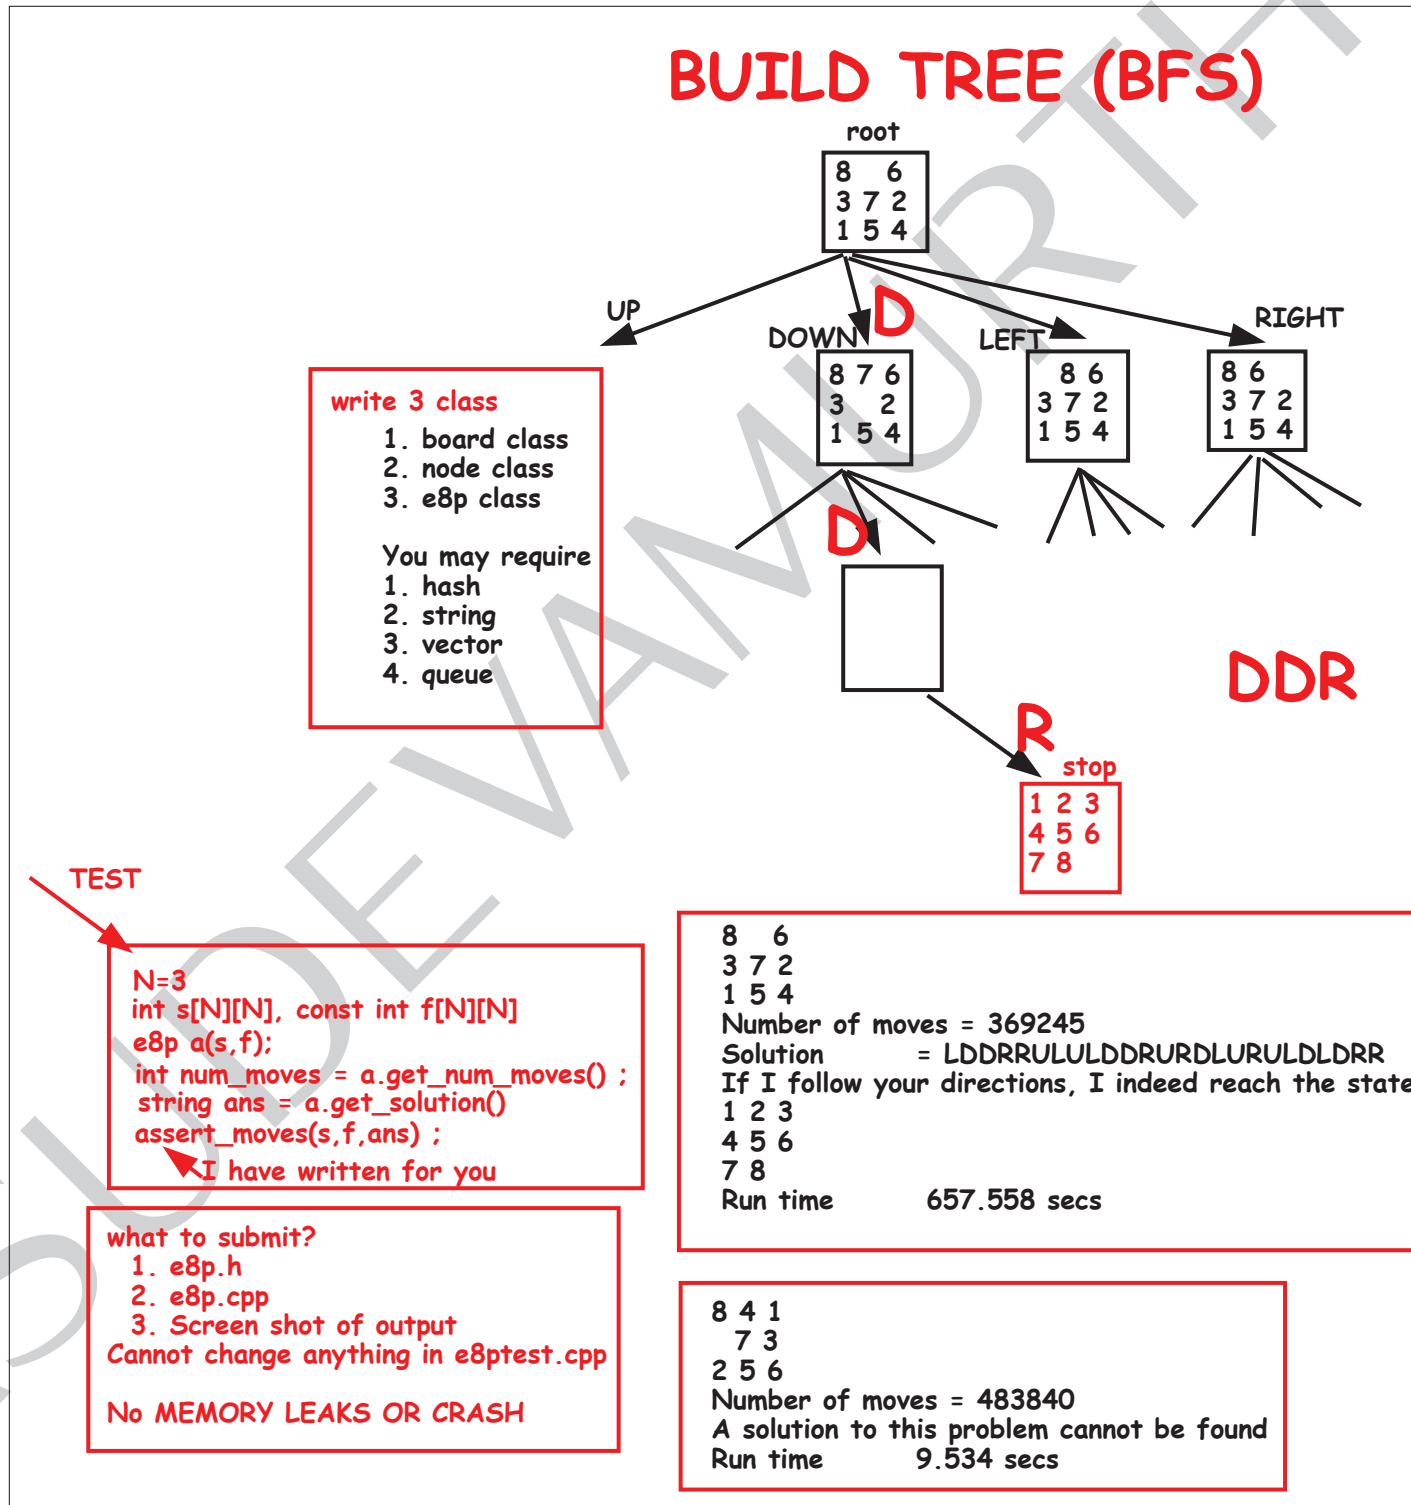 BUILD TREE (BFS)
root
8 6
3 7 2
1 5 4
UP
D
DOWN
LEFT
RIGHT
8 7 6
3 2
1 5 4
8 6
3 7 2
1 5 4
8 6
3 7 2
1 5 4
write 3 class
1. board class
2. node class
3. e8p class
You may require
1. hash
2. string
3. vector
4. queue
D
DDR
R
stop
1 2 3
4 5 6
7 8
TEST
N=3
int s[N][N], const int f[N][N]
e8p a(s,f);
int num_moves = a.get_num_moves() ;
string ans = a.get_solution()
assert_moves(s,f,ans) ;
I have written for you
what to submit?
1. e8p.h
2. e8p.cpp
3. Screen shot of output
Cannot change anything in e8ptest.cpp
No MEMORY LEAKS OR CRASH
8 6
3 7 2
1 5 4
Number of moves = 369245
Solution = LDDRRULULDDRURDLURULDLDRR
If I follow your directions, I indeed reach the state
1 2 3
4 5 6
7 8
Run time 657.558 secs
8 4 1
7 3
2 5 6
Number of moves = 483840
A solution to this problem cannot be found
Run time 9.534 secs
SUDEVAMURTH